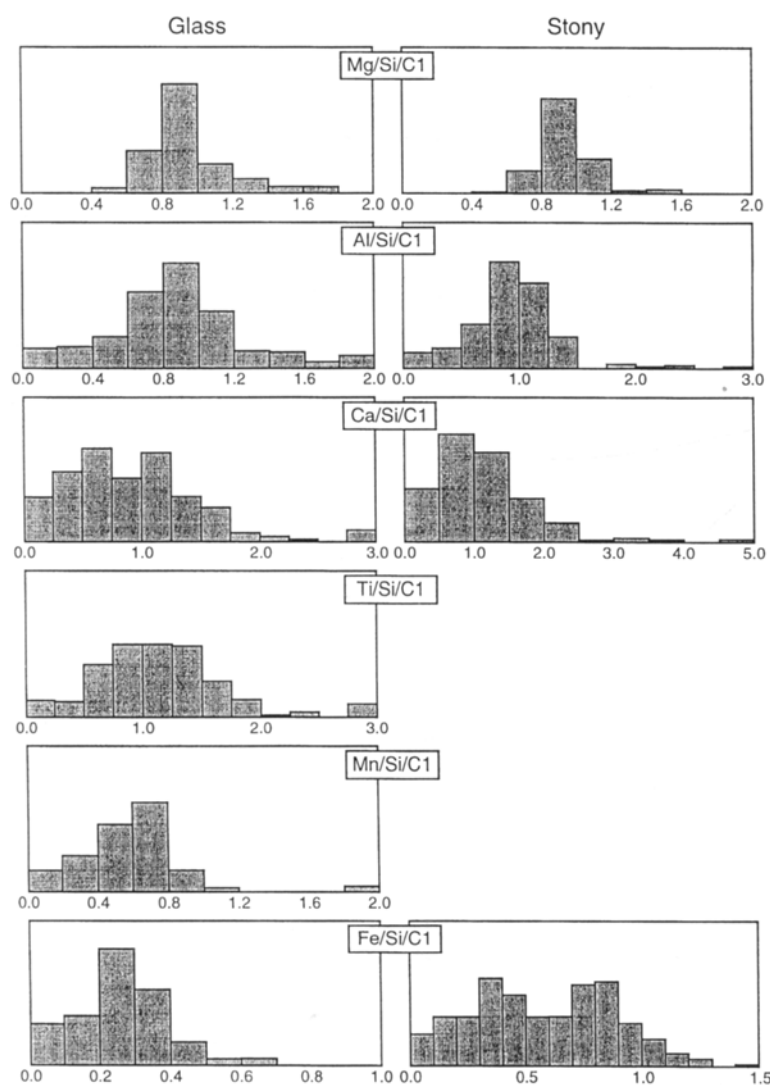 Glass Stony
Mg/Si/C1
0.0 0.4 0.8 1.2 1.6 2.0 0.0 0.4 0.8 1.2 1.6 2.0
Al/Si/C1
0.0 0.4 0.8 1.2 1.6 2.0 0.0 1.0 2.0 3.0
Ca/Si/C1
0.0 1.0 2.0 3.0 0.0 1.0 2.0 3.0 4.0 5.0
Ti/Si/C1
0.0 1.0 2.0 3.0
Mn/Si/C1
0.0 0.4 0.8 1.2 1.6 2.0
Fe/Si/C1
0.0 0.2 0.4 0.6 0.8 1.0 0.0 0.5 1.0 1.5